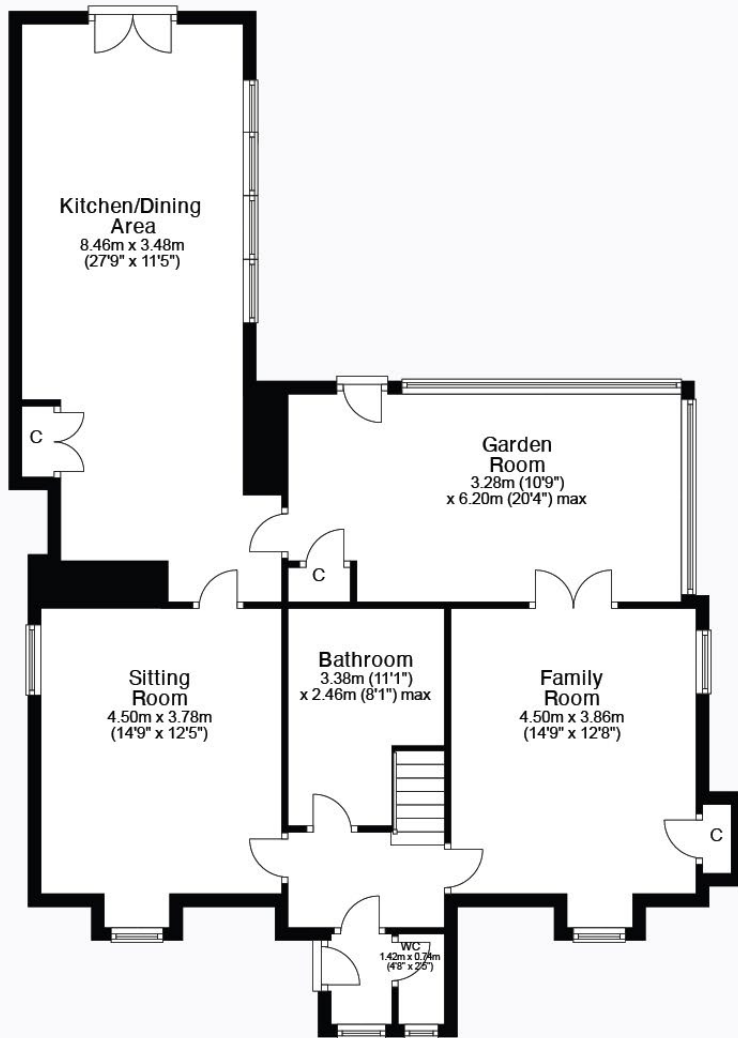 Kitchen/Dining
Area
8.46m x 3.48m
(27'9" x 11'5")
C
Garden
Room
3.28m (10'9")
x 6.20m (20'4") max
C
Sitting
Room
4.50m x 3.78m
(14'9" x 12'5")
Bathroom
3.38m (11'1")
x 2.46m (8'1") max
Family
Room
4.50m x 3.86m
(14'9" x 12'8")
C
WC
1.42m x 0.74m
(4'8" x 2'5")